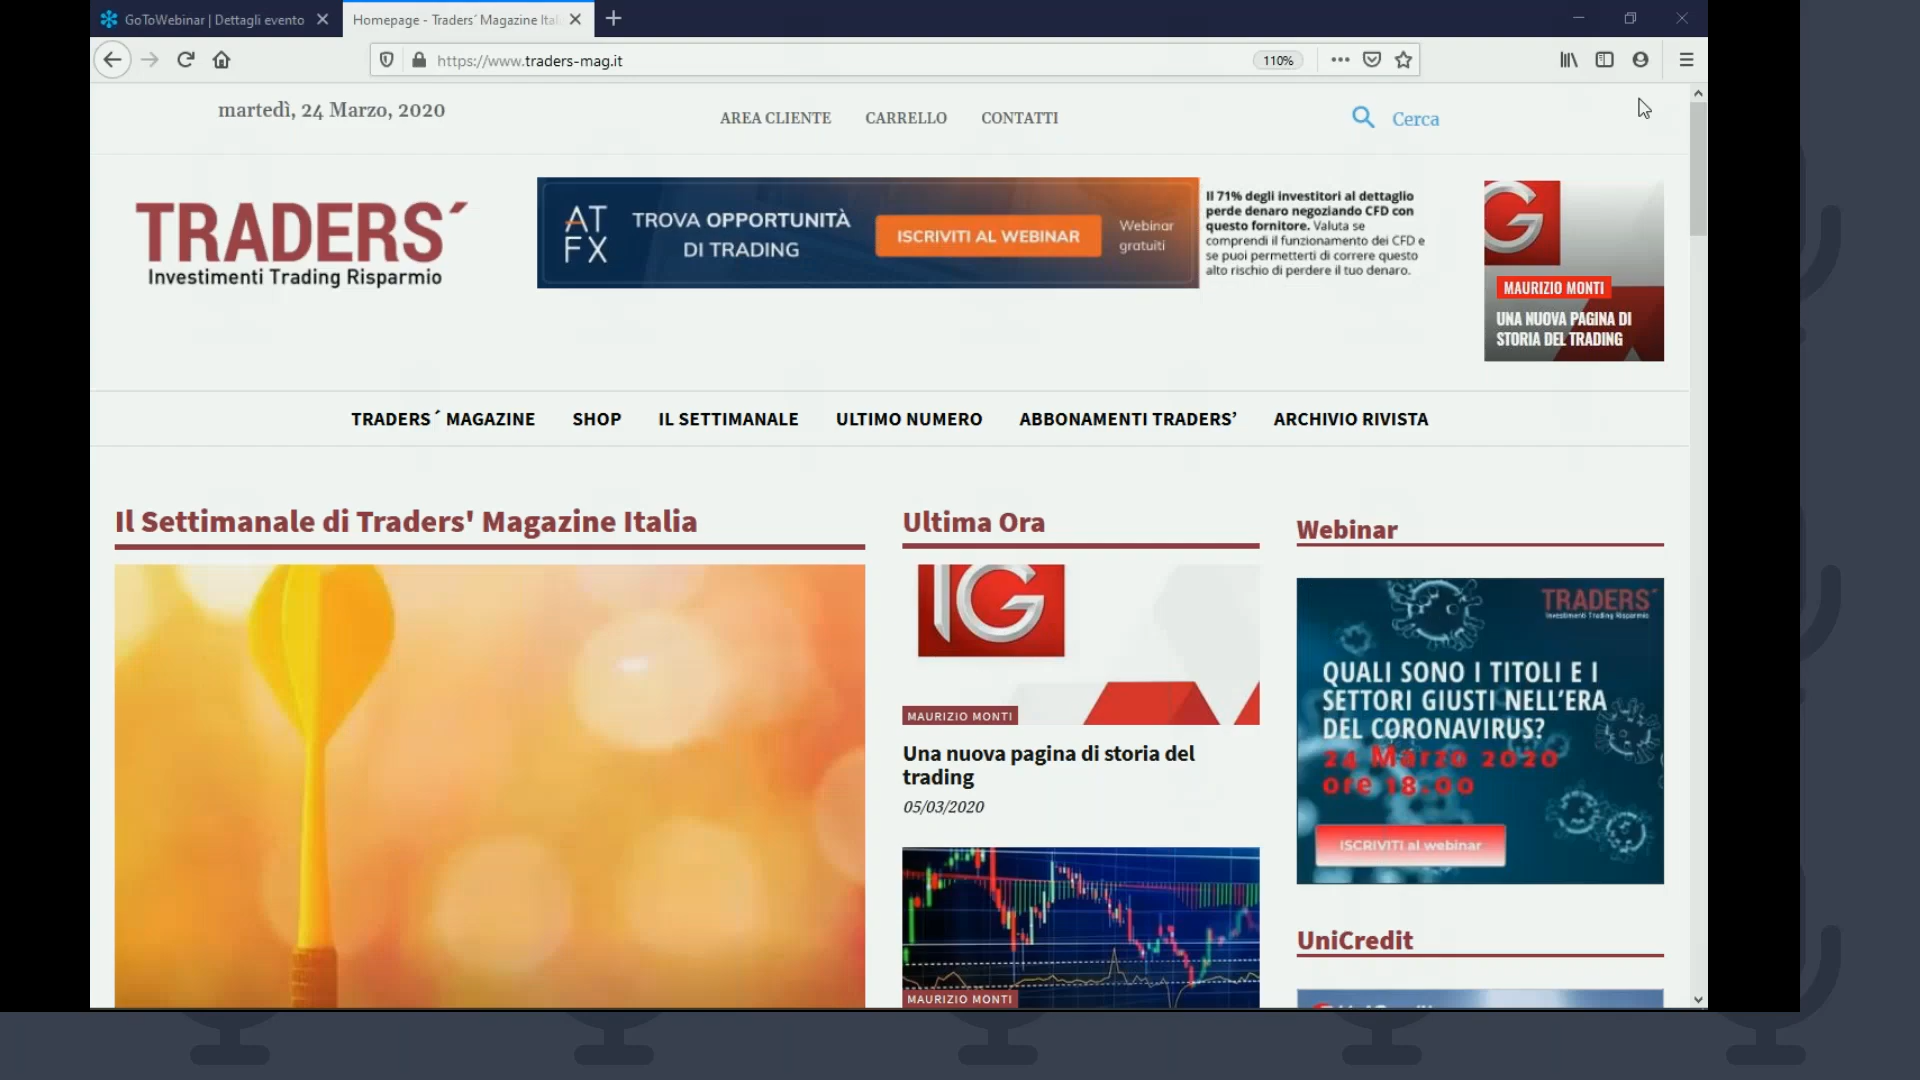 GoToWebinar | Dettagli evento
Homepage - Traders´ Magazine Ital
https://www.traders-mag.it
110%
martedì, 24 Marzo, 2020
AREA CLIENTE
CARRELLO
CONTATTI
Cerca
TRADERS´
Investimenti Trading Risparmio
AT
FX
TROVA OPPORTUNITÀ
DI TRADING
ISCRIVITI AL WEBINAR
Webinar
gratuiti
Il 71% degli investitori al dettaglio
perde denaro negoziando CFD con
questo fornitore. Valuta se
comprendi il funzionamento dei CFD e
se puoi permetterti di correre questo
alto rischio di perdere il tuo denaro.
G
MAURIZIO MONTI
UNA NUOVA PAGINA DI
STORIA DEL TRADING
TRADERS´ MAGAZINE
SHOP
IL SETTIMANALE
ULTIMO NUMERO
ABBONAMENTI TRADERS’
ARCHIVIO RIVISTA
Il Settimanale di Traders' Magazine Italia
Ultima Ora
IG
MAURIZIO MONTI
Una nuova pagina di storia del
trading
05/03/2020
MAURIZIO MONTI
Webinar
TRADERS´
Investimenti Trading Risparmio
QUALI SONO I TITOLI E I
SETTORI GIUSTI NELL’ERA
DEL CORONAVIRUS?
24 Marzo 2020
ore 18.00
ISCRIVITI al webinar
UniCredit